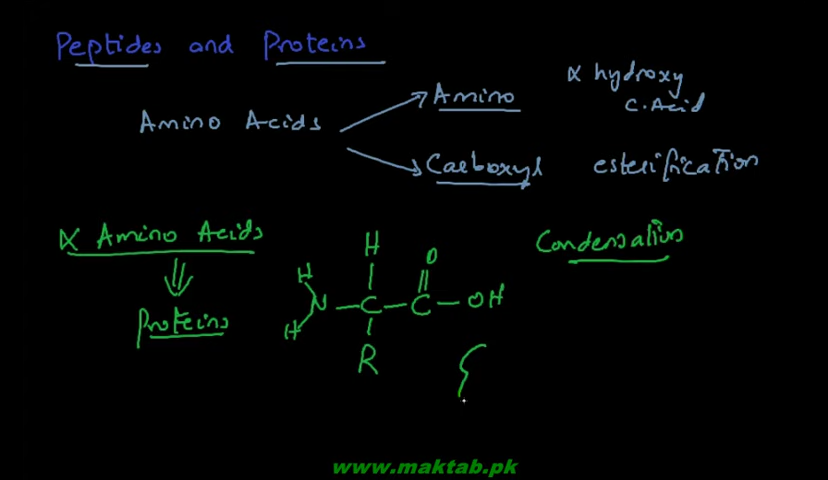 Peptides and Proteins
Amino Acids
Amino
α hydroxy
C. Acid
Carboxyl
esterification
α Amino Acids
Condensation
Proteins
H
O
H
N - C - C - OH
H
R
www.maktab.pk